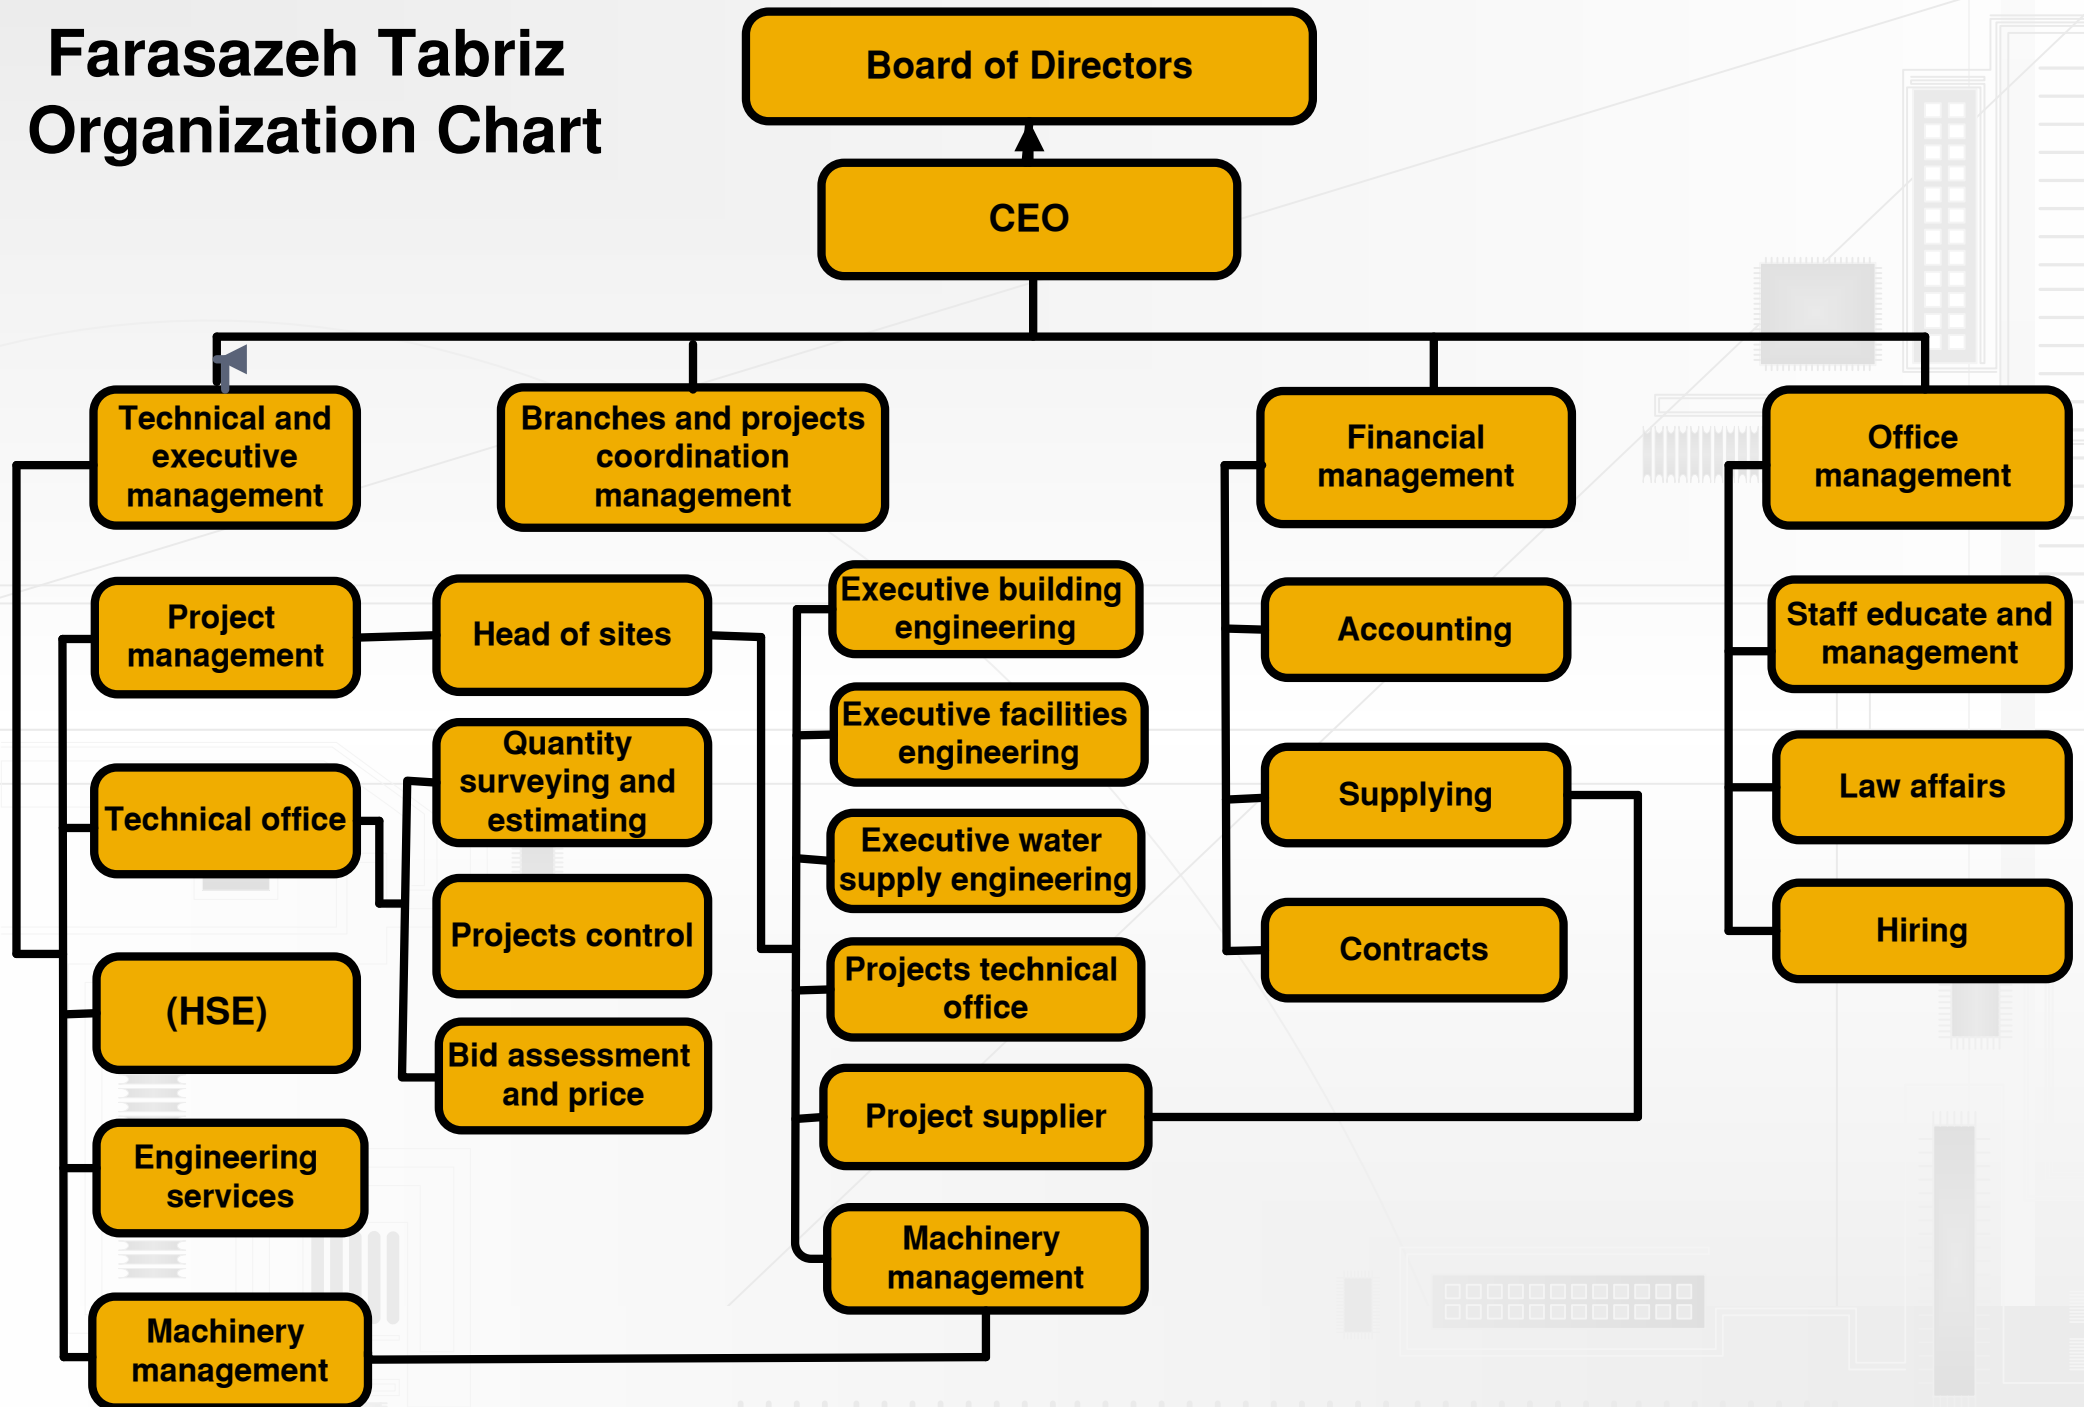 Farasazeh Tabriz
Organization Chart
Board of Directors
CEO
Technical and
executive
management
Branches and projects
coordination
management
Financial
management
Office
management
Project
management
Head of sites
Executive building
engineering
Accounting
Staff educate and
management
Quantity
surveying and
estimating
Executive facilities
engineering
Technical office
Supplying
Law affairs
Executive water
supply engineering
Projects control
Contracts
Hiring
(HSE)
Projects technical
office
Bid assessment
and price
Project supplier
Engineering
services
Machinery
management
Machinery
management